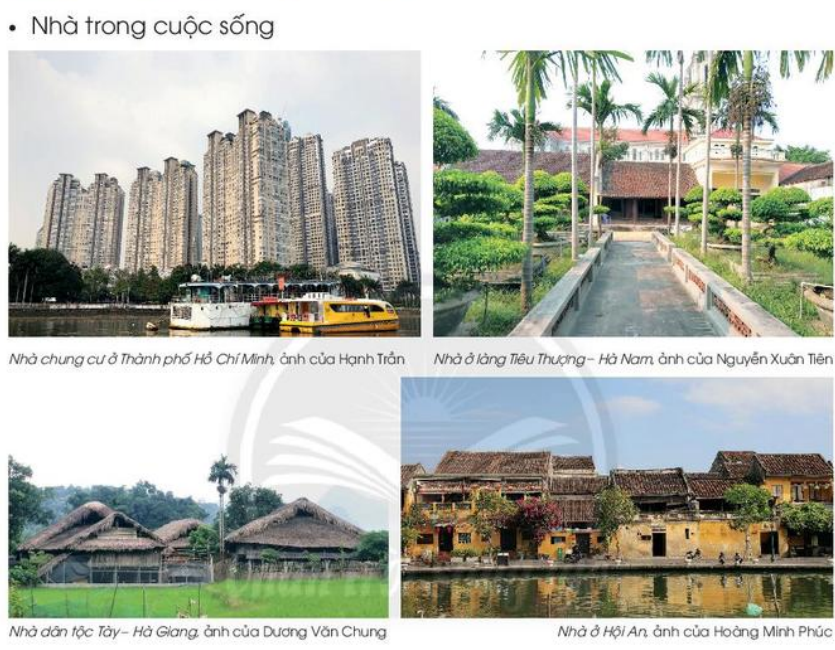 • Nhà trong cuộc sống
Nhà chung cư ở Thành phố Hồ Chí Minh, ảnh của Hạnh Trần
Nhà ở làng Tiêu Thượng – Hà Nam, ảnh của Nguyễn Xuân Tiên
Nhà dân tộc Tày – Hà Giang, ảnh của Dương Văn Chung
Nhà ở Hội An, ảnh của Hoàng Minh Phúc